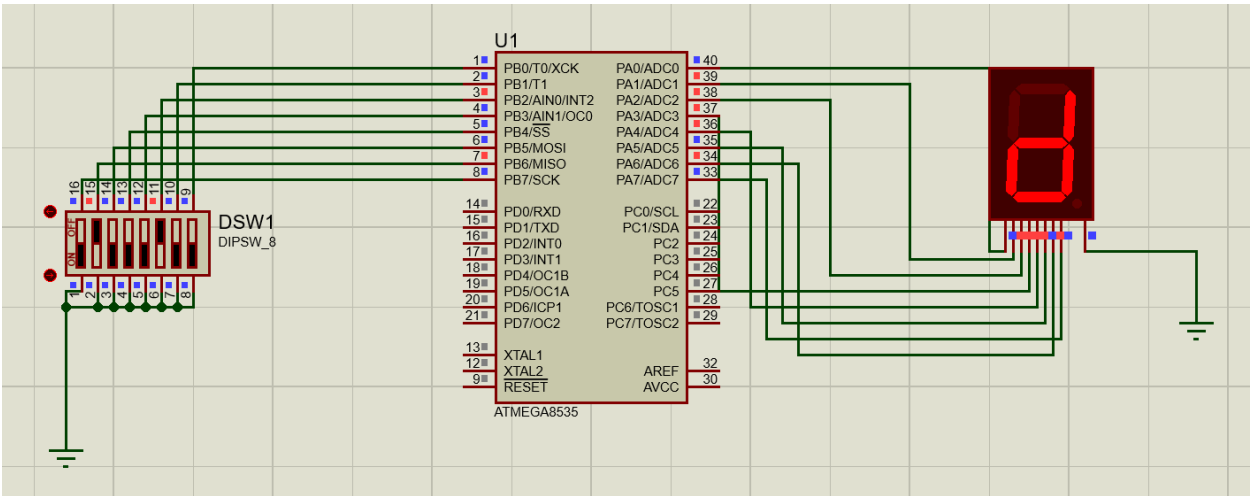 U1
1 PB0/T0/XCK PA0/ADC0 40
2 PB1/T1 PA1/ADC1 39
3 PB2/AIN0/INT2 PA2/ADC2 38
4 PB3/AIN1/OC0 PA3/ADC3 37
5 PB4/SS PA4/ADC4 36
6 PB5/MOSI PA5/ADC5 35
7 PB6/MISO PA6/ADC6 34
8 PB7/SCK PA7/ADC7 33
14 PD0/RXD PC0/SCL 22
15 PD1/TXD PC1/SDA 23
16 PD2/INT0 PC2 24
17 PD3/INT1 PC3 25
18 PD4/OC1B PC4 26
19 PD5/OC1A PC5 27
20 PD6/ICP1 PC6/TOSC1 28
21 PD7/OC2 PC7/TOSC2 29
13 XTAL1
12 XTAL2 AREF 32
9 RESET AVCC 30
ATMEGA8535
16 15 14 13 12 11 10 9
OFF
ON
1 2 3 4 5 6 7 8
DSW1
DIPSW_8
d